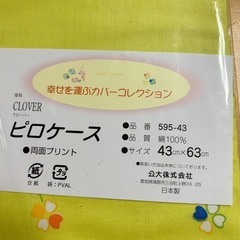 幸せを運ぶカバーコレクション
愛和
CLOVER
クローバー
ピロケース
●両面プリント
●品番 595-43
●品質 綿100%
●サイズ 43cm×63cm
紙
台紙
プラ
袋:PVAL
公大株式会社
日本製